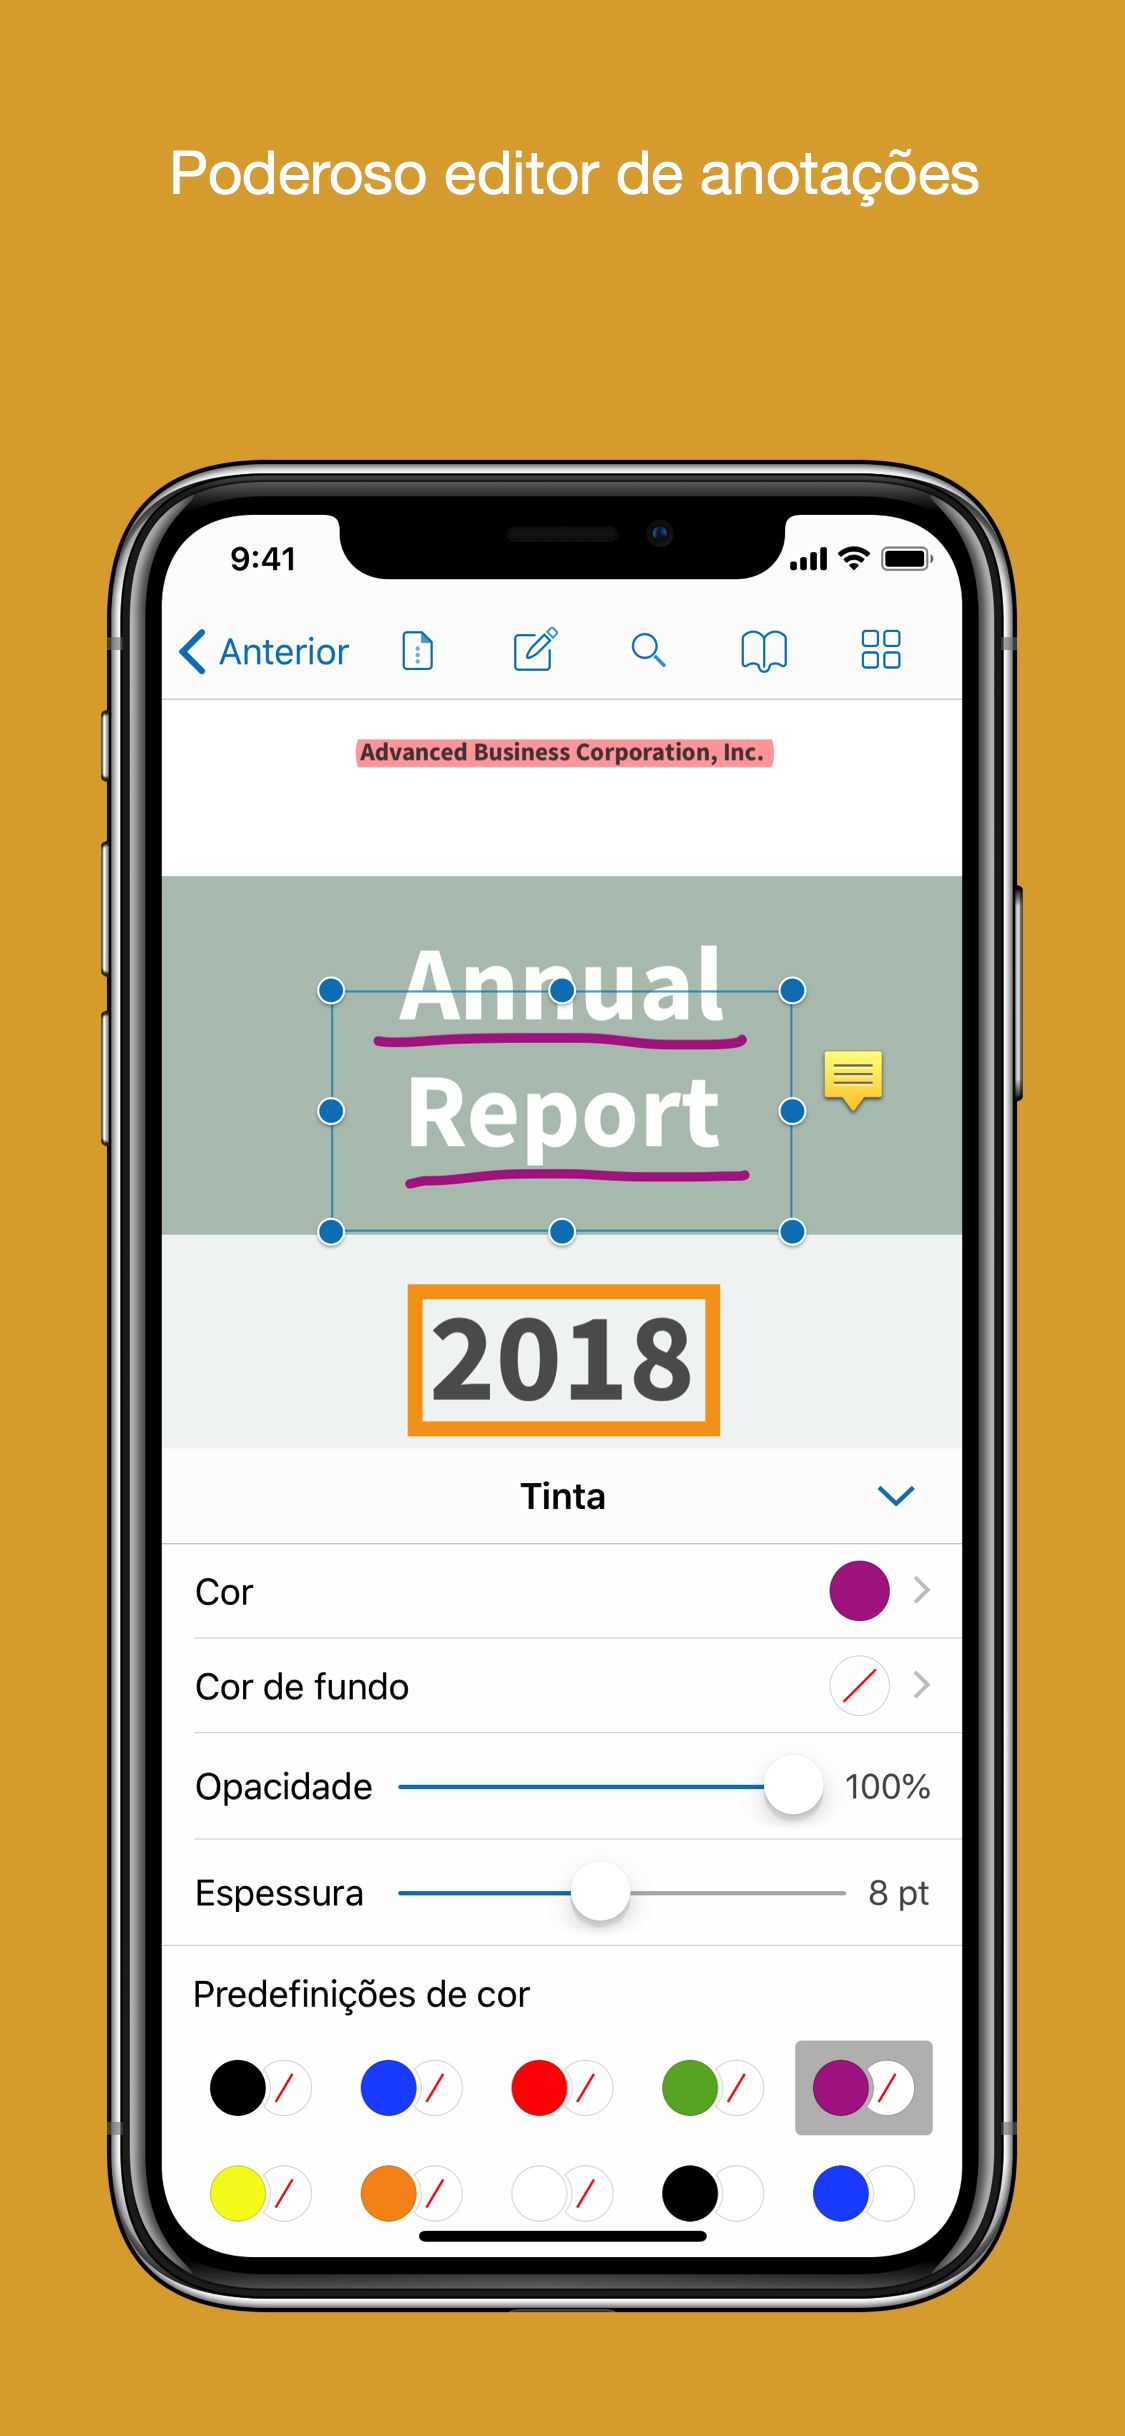 Poderoso editor de anotações
9:41
Anterior
Advanced Business Corporation, Inc.
Annual
Report
2018
Tinta
Cor
Cor de fundo
Opacidade 100%
Espessura 8 pt
Predefinições de cor